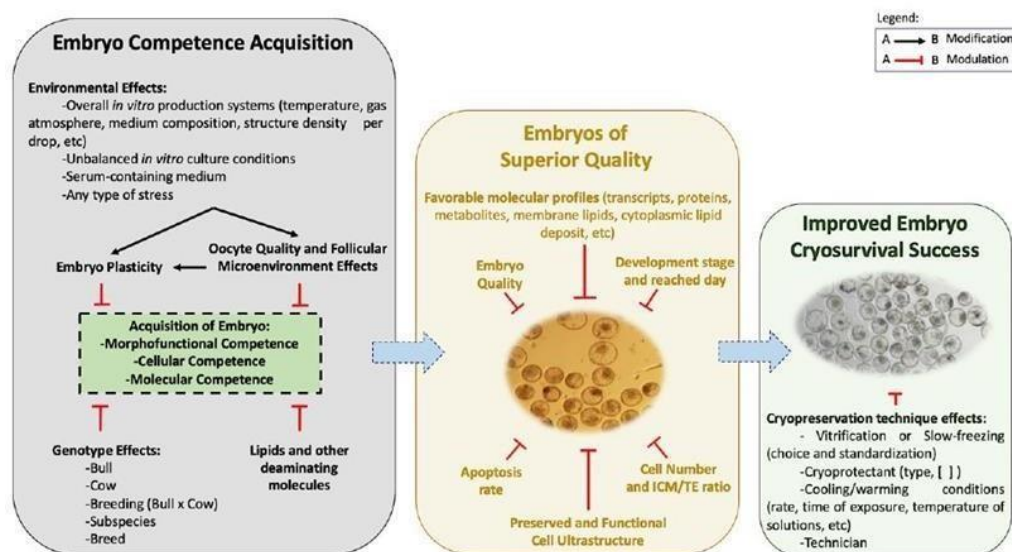 Legend:
A B Modification
A B Modulation
Embryo Competence Acquisition
Environmental Effects:
-Overall in vitro production systems (temperature, gas
atmosphere, medium composition, structure density per
drop, etc)
-Unbalanced in vitro culture conditions
-Serum-containing medium
-Any type of stress
Embryo Plasticity
Oocyte Quality and Follicular
Microenvironment Effects
Acquisition of Embryo:
-Morphofunctional Competence
-Cellular Competence
-Molecular Competence
Genotype Effects:
-Bull
-Cow
-Breeding (Bull x Cow)
-Subspecies
-Breed
Lipids and other
deaminating
molecules
Embryos of
Superior Quality
Favorable molecular profiles (transcripts, proteins,
metabolites, membrane lipids, cytoplasmic lipid
deposit, etc)
Embryo
Quality
Development stage
and reached day
Apoptosis
rate
Cell Number
and ICM/TE ratio
Preserved and Functional
Cell Ultrastructure
Improved Embryo
Cryosurvival Success
Cryopreservation technique effects:
- Vitrification or Slow-freezing
(choice and standardization)
-Cryoprotectant (type, [ ] )
-Cooling/warming conditions
(rate, time of exposure, temperature of
solutions, etc)
-Technician